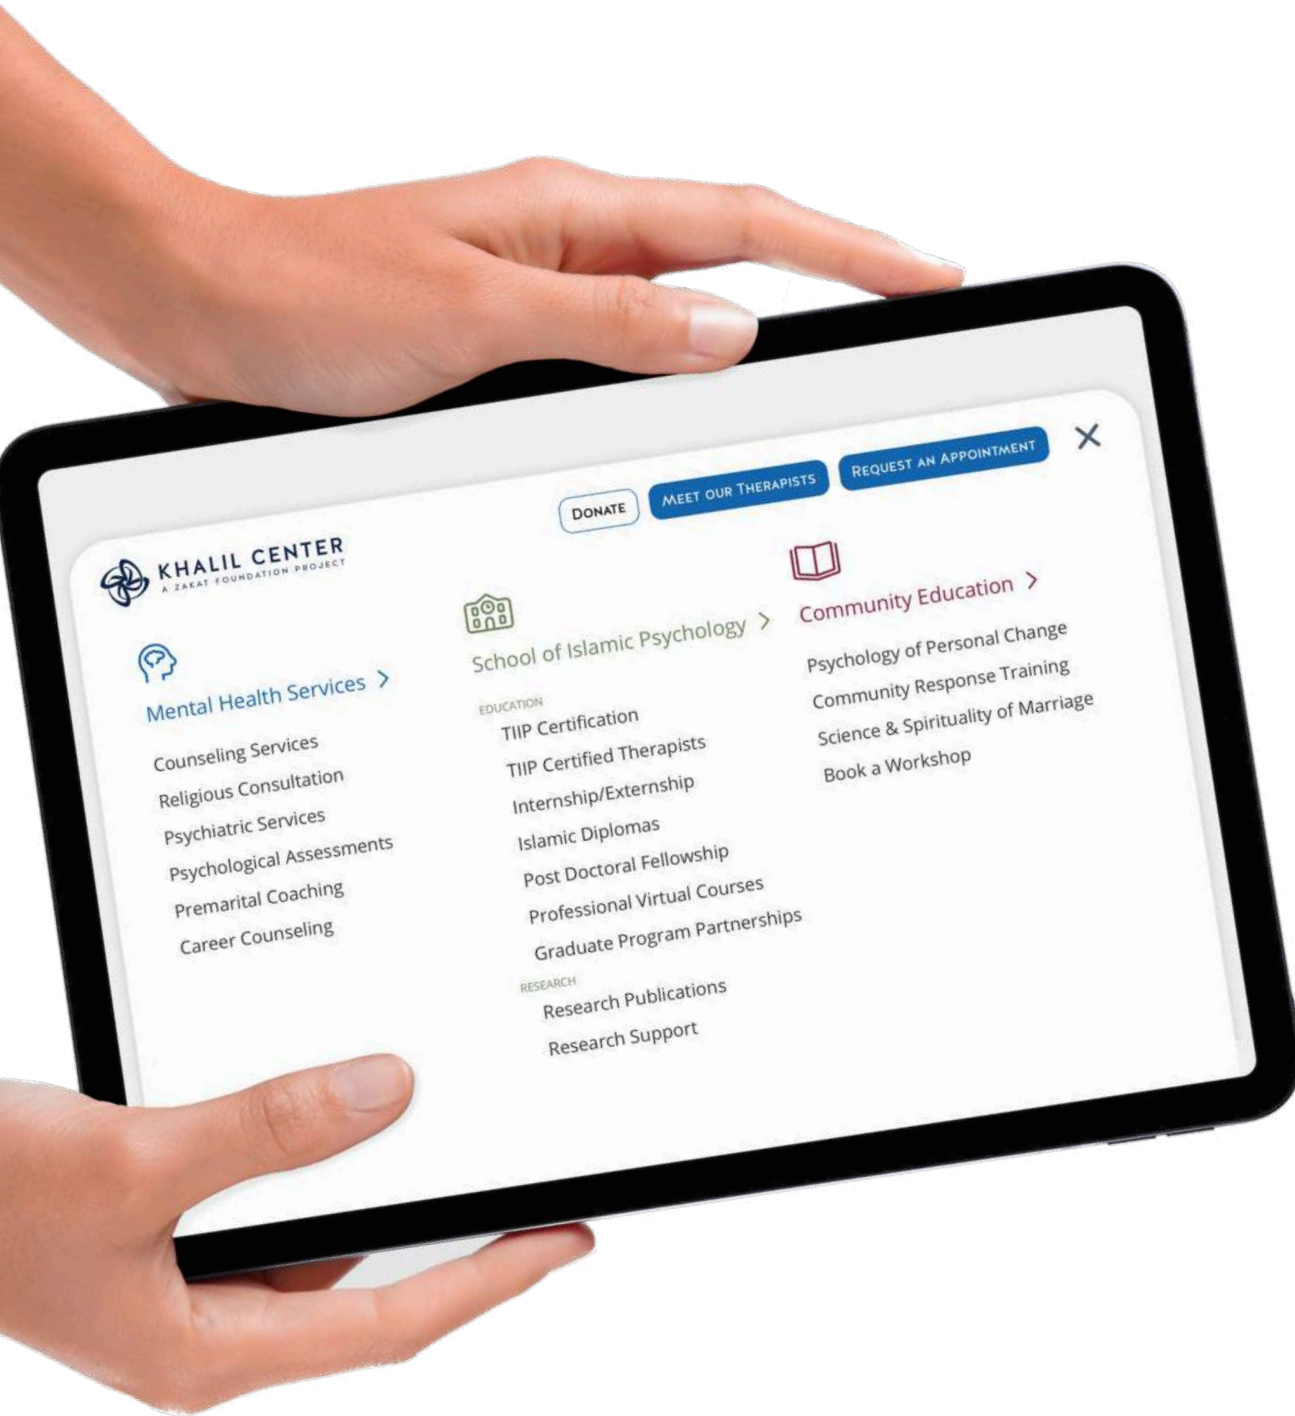 DONATE
MEET OUR THERAPISTS
REQUEST AN APPOINTMENT
KHALIL CENTER
A ZAKAT FOUNDATION PROJECT
Mental Health Services
Counseling Services
Religious Consultation
Psychiatric Services
Psychological Assessments
Premarital Coaching
Career Counseling
School of Islamic Psychology
EDUCATION
TIIP Certification
TIIP Certified Therapists
Internship/Externship
Islamic Diplomas
Post Doctoral Fellowship
Professional Virtual Courses
Graduate Program Partnerships
RESEARCH
Research Publications
Research Support
Community Education
Psychology of Personal Change
Community Response Training
Science & Spirituality of Marriage
Book a Workshop